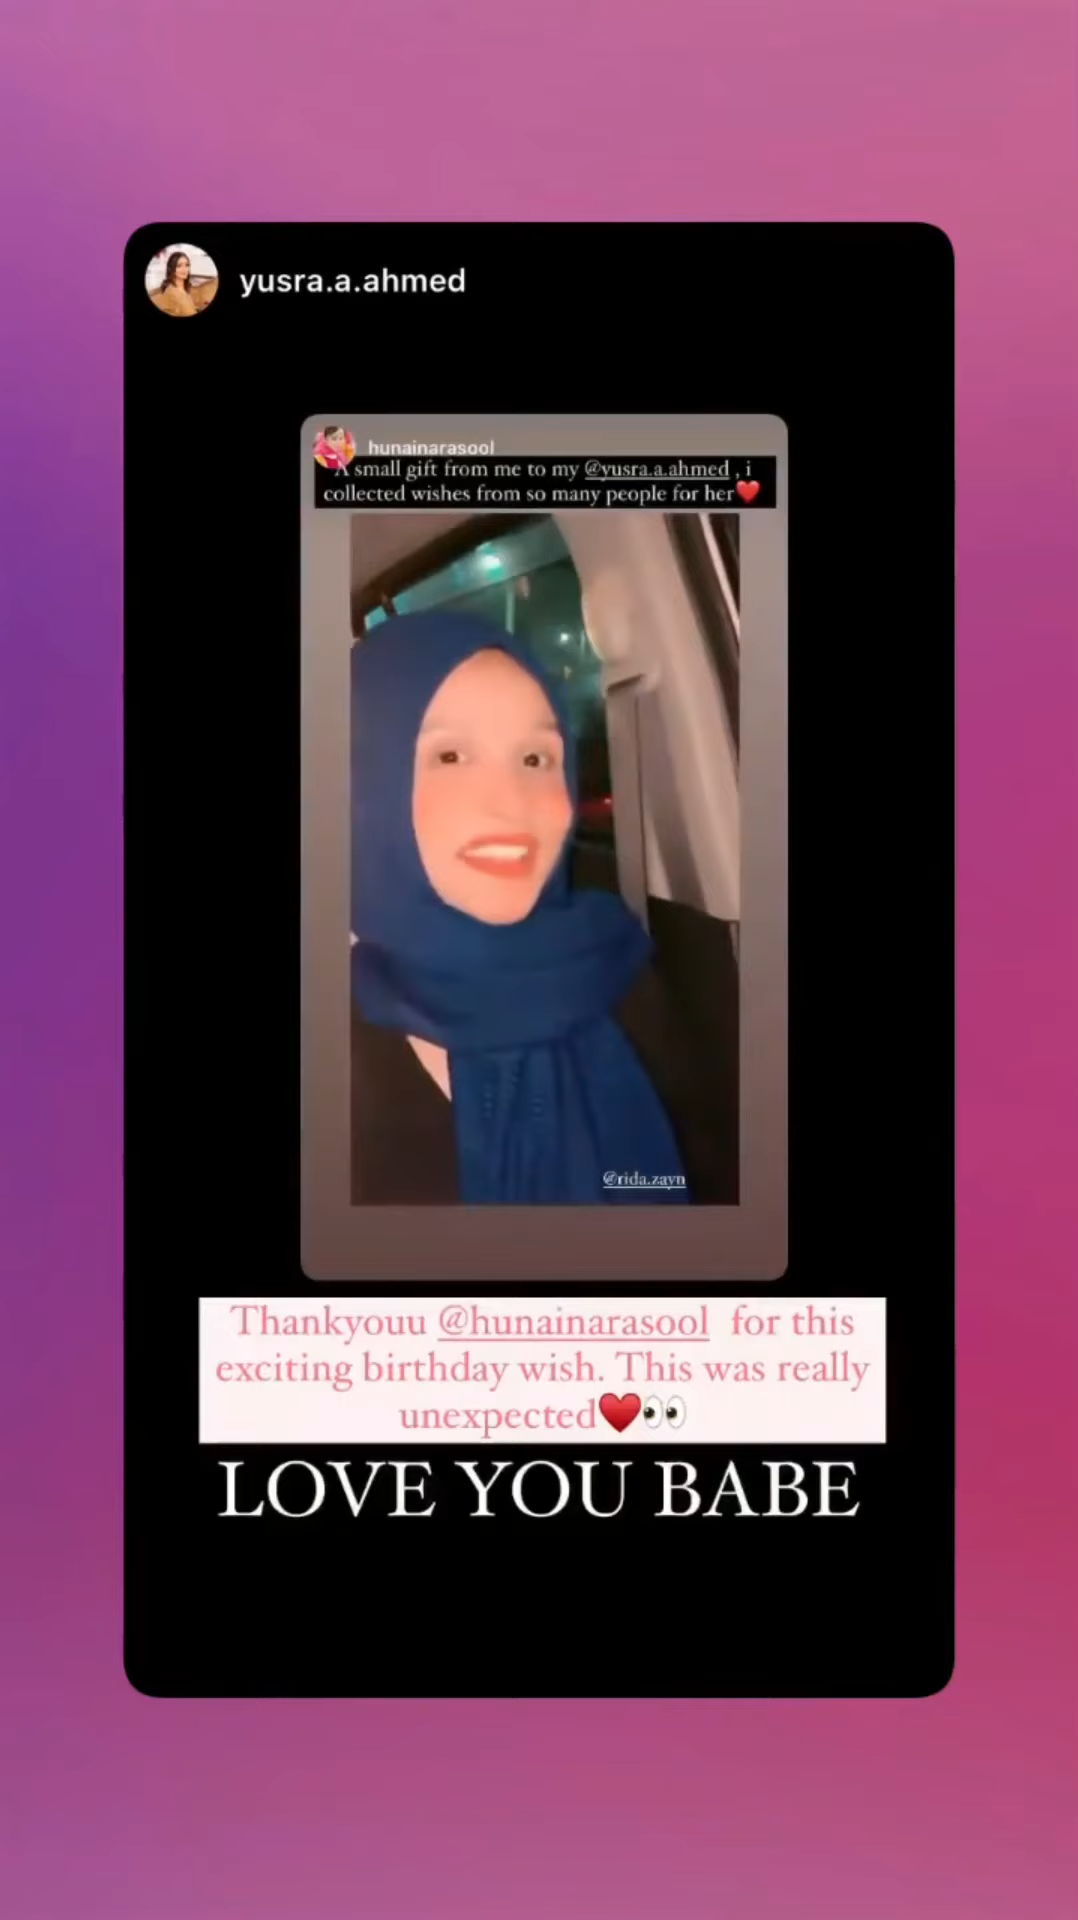 yusra.a.ahmed
hunainarasool
A small gift from me to my @yusra.a.ahmed , i
collected wishes from so many people for her❤️
@rida.zayn
Thankyouu @hunainarasool for this
exciting birthday wish. This was really
unexpected❤️👀
LOVE YOU BABE